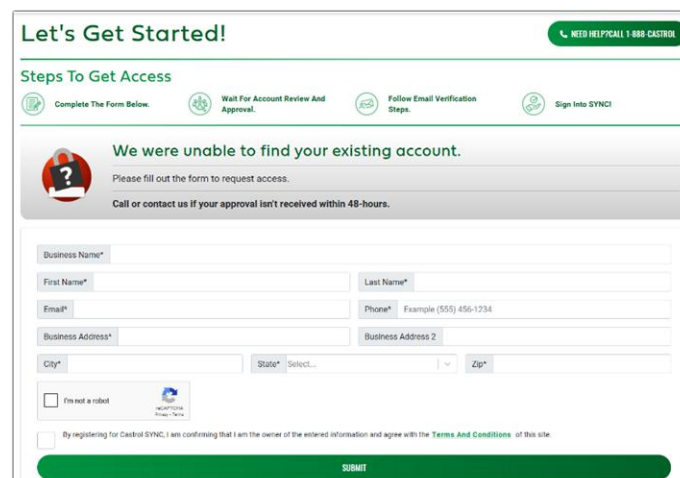 Let's Get Started!
NEED HELP?CALL 1-888-CASTROL
Steps To Get Access
Complete The Form Below.
Wait For Account Review And
Approval.
Follow Email Verification
Steps.
Sign Into SYNC!
?
We were unable to find your existing account.
Please fill out the form to request access.
Call or contact us if your approval isn't received within 48-hours.
Business Name*
First Name*
Last Name*
Email*
Phone* Example (555) 456-1234
Business Address*
Business Address 2
City*
State* Select...
Zip*
I'm not a robot
reCAPTCHA
Privacy - Terms
By registering for Castrol SYNC, I am confirming that I am the owner of the entered information and agree with the Terms And Conditions of this site.
SUBMIT